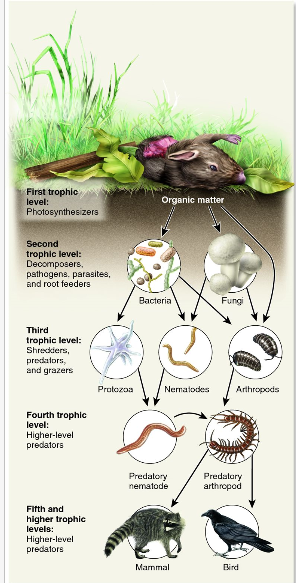 First trophic
level:
Photosynthesizers
Organic matter
Second
trophic level:
Decomposers,
pathogens, parasites,
and root feeders
Bacteria
Fungi
Third
trophic level:
Shredders,
predators,
and grazers
Protozoa
Nematodes
Arthropods
Fourth trophic
level:
Higher-level
predators
Predatory
nematode
Predatory
arthropod
Fifth and
higher trophic
levels:
Higher-level
predators
Mammal
Bird